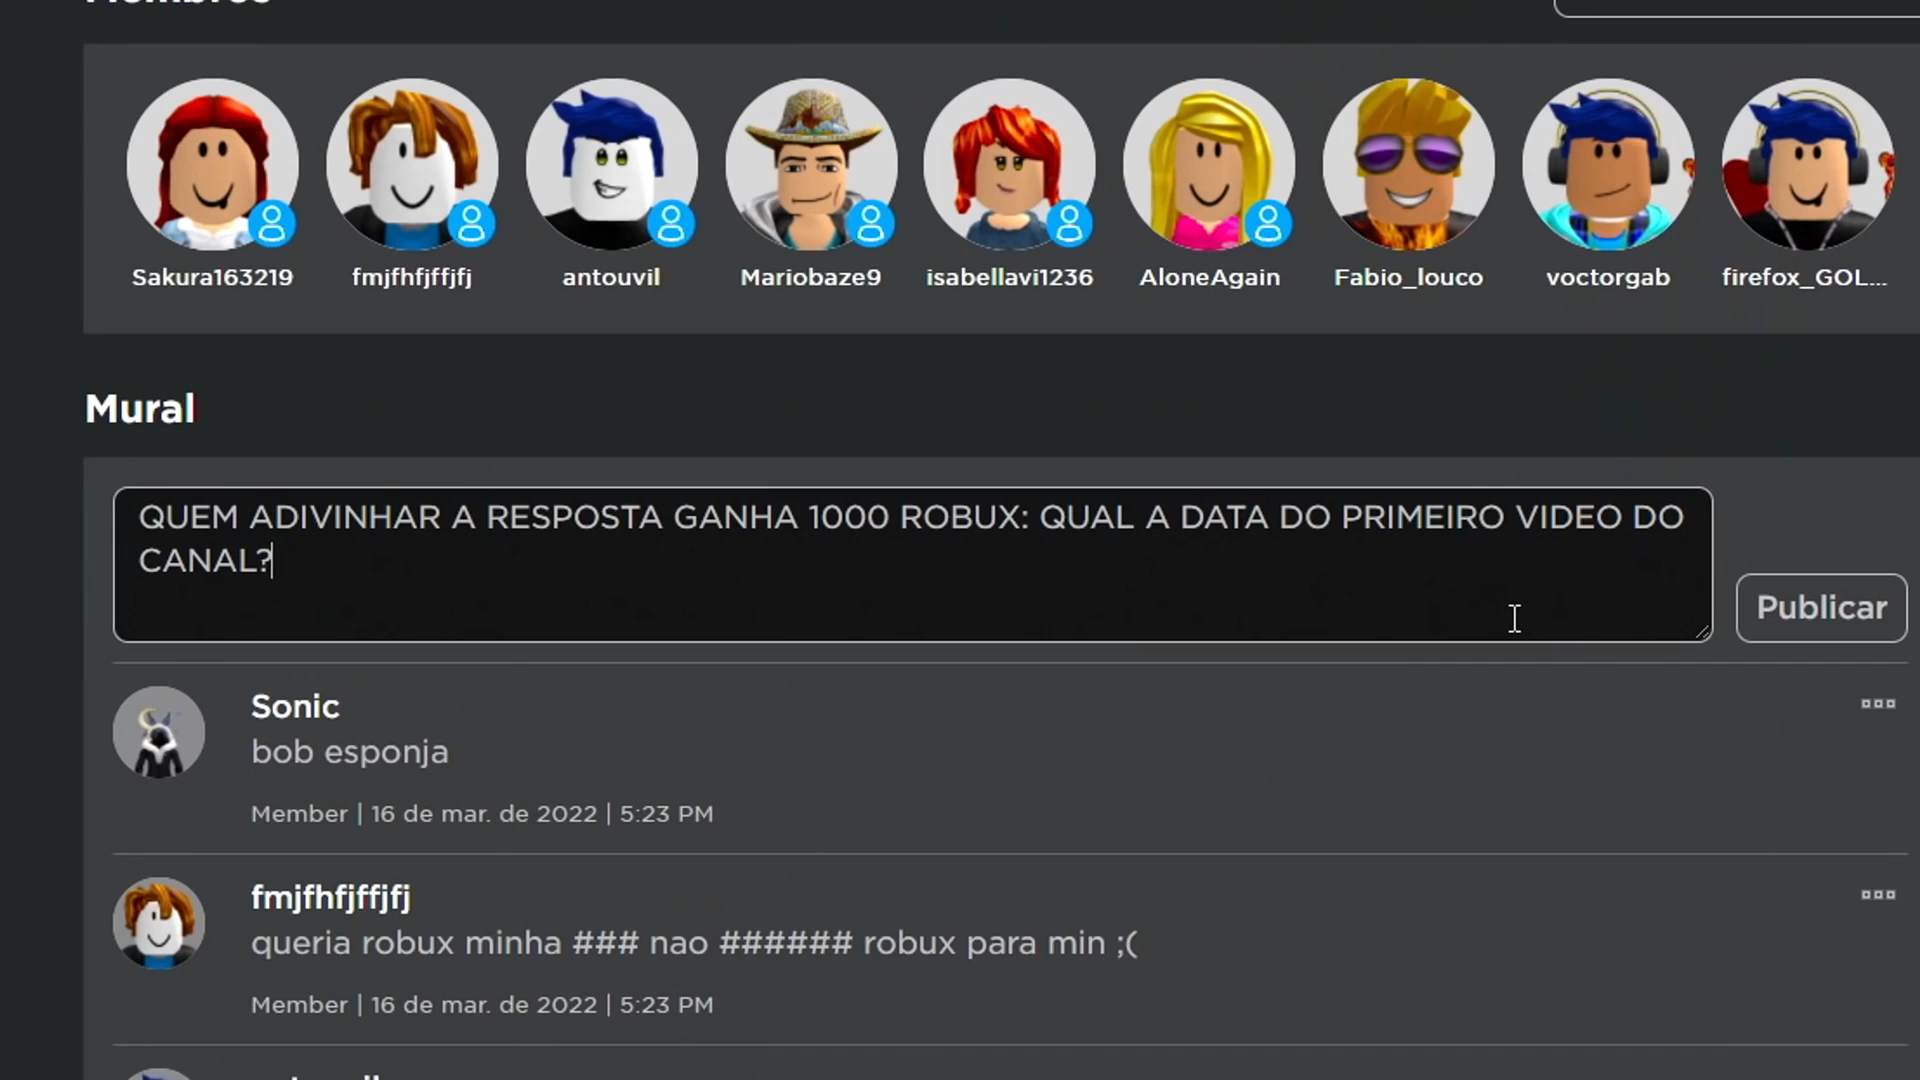 Membros
Sakura163219
fmjfhfjffjfj
antouvil
Mariobaze9
isabellavi1236
AloneAgain
Fabio_louco
voctorgab
firefox_GOL...
Mural
QUEM ADIVINHAR A RESPOSTA GANHA 1000 ROBUX: QUAL A DATA DO PRIMEIRO VIDEO DO
CANAL?
Publicar
Sonic
bob esponja
Member | 16 de mar. de 2022 | 5:23 PM
fmjfhfjffjfj
queria robux minha ### nao ###### robux para min ;(
Member | 16 de mar. de 2022 | 5:23 PM